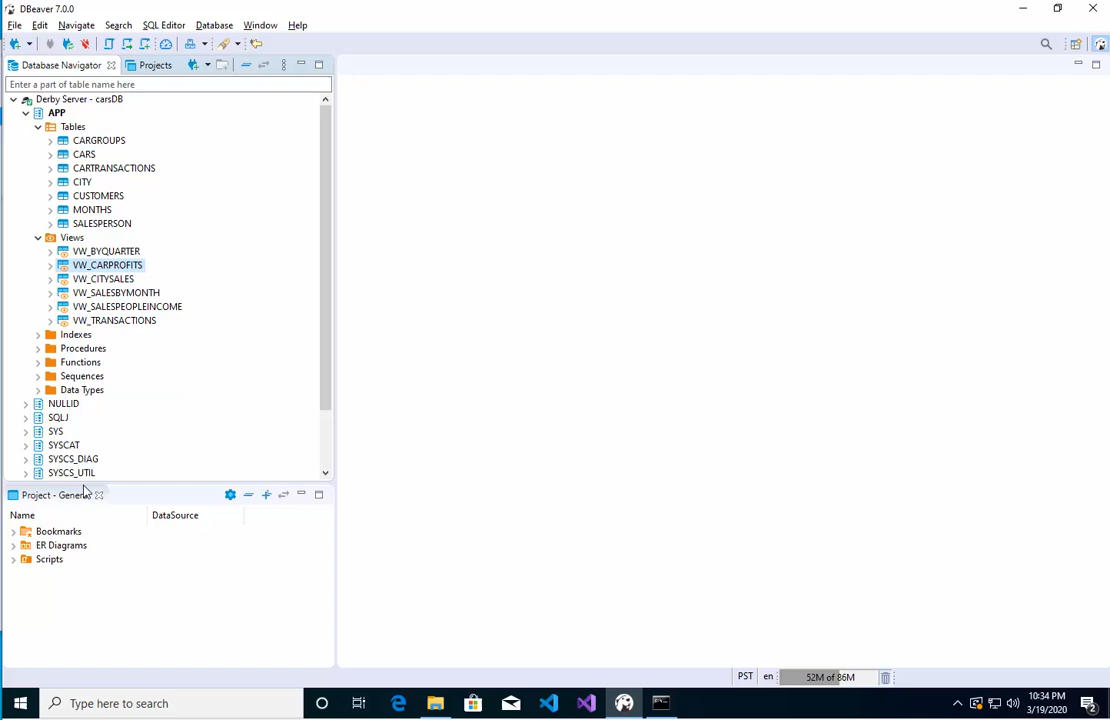 DBeaver 7.0.0
File Edit Navigate Search SQL Editor Database Window Help
Database Navigator Projects
Enter a part of table name here
Derby Server - carsDB
APP
Tables
CARGROUPS
CARS
CARTRANSACTIONS
CITY
CUSTOMERS
MONTHS
SALESPERSON
Views
VW_BYQUARTER
VW_CARPROFITS
VW_CITYSALES
VW_SALESBYMONTH
VW_SALESPEOPLEINCOME
VW_TRANSACTIONS
Indexes
Procedures
Functions
Sequences
Data Types
NULLID
SQLJ
SYS
SYSCAT
SYSCS_DIAG
SYSCS_UTIL
Project - General
Name DataSource
Bookmarks
ER Diagrams
Scripts
PST en 52M of 86M
Type here to search
10:34 PM
3/19/2020
2